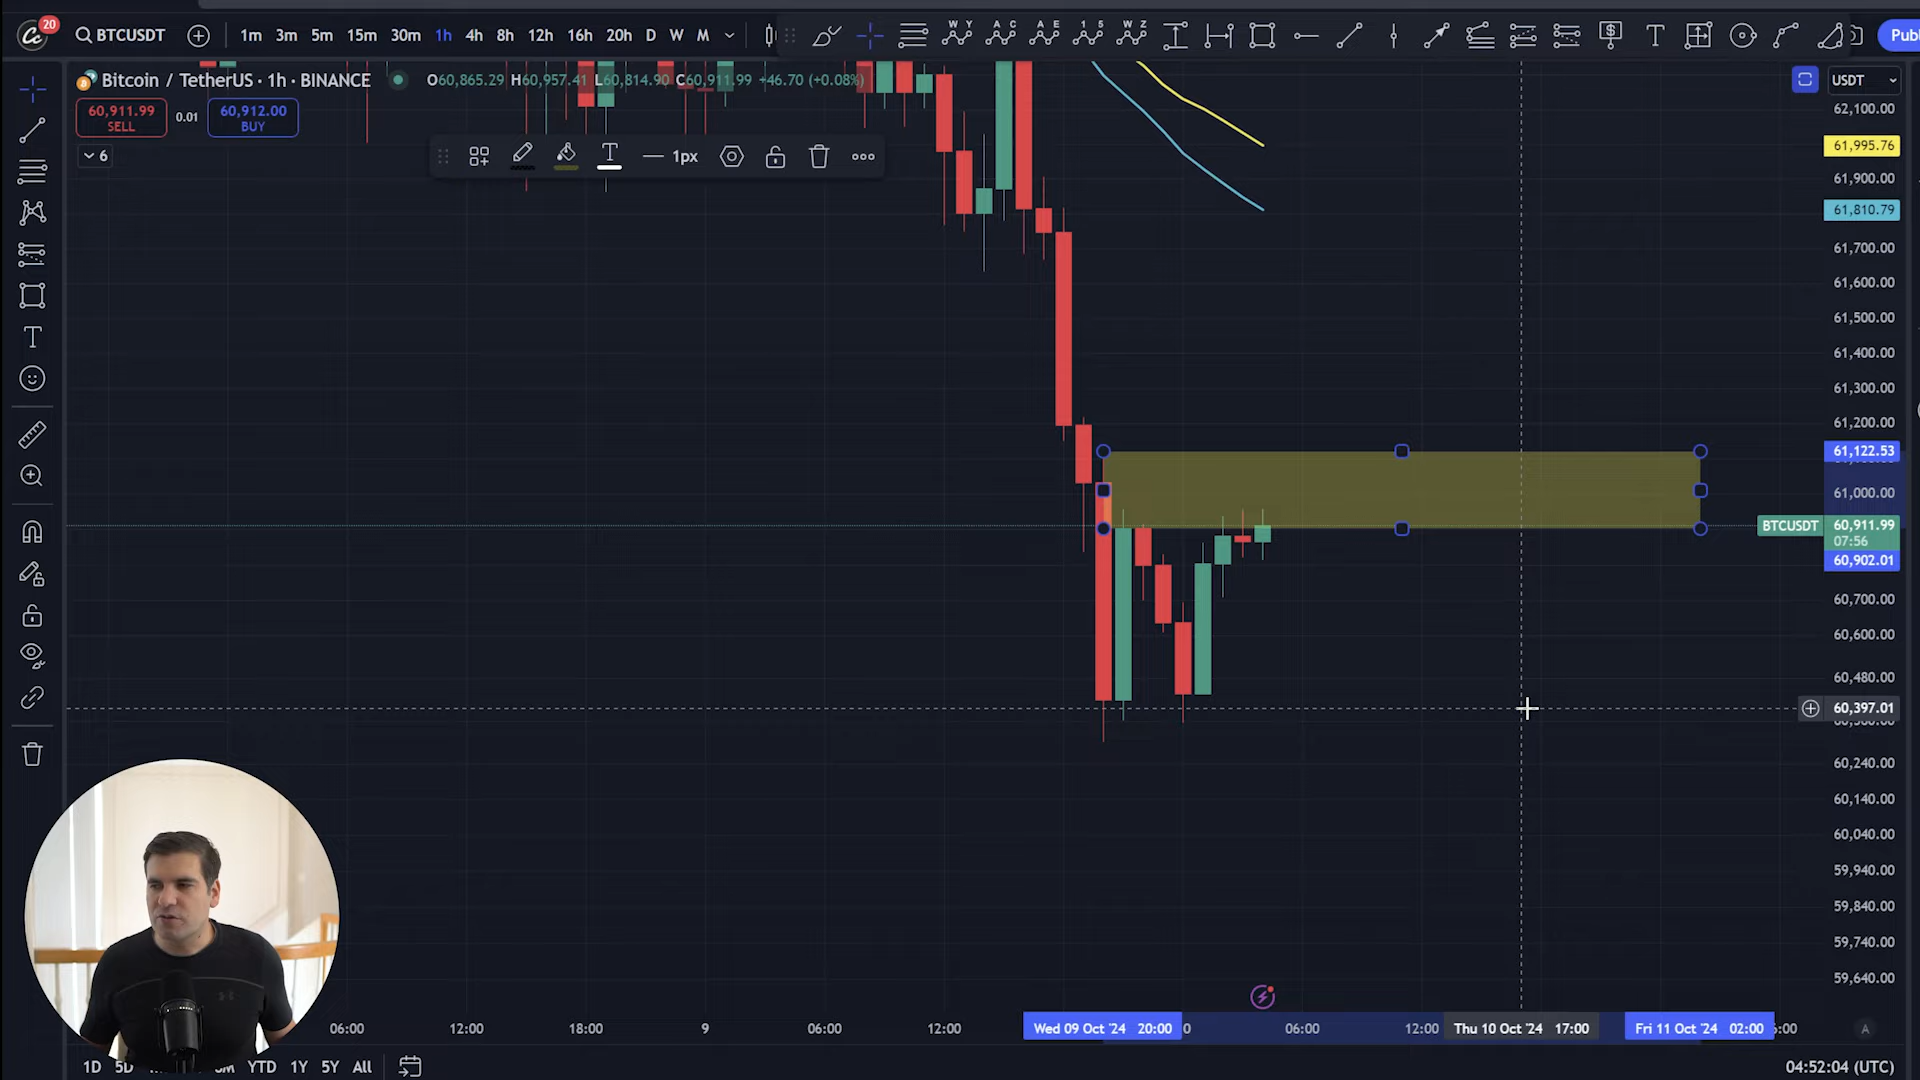 20
BTCUSDT
1m 3m 5m 15m 30m 1h 4h 8h 12h 16h 20h D W M
W Y
A C
A E
1 5
W Z
Publ
Bitcoin / TetherUS · 1h · BINANCE
O60,865.29 H60,957.41 L60,814.90 C60,911.99 +46.70 (+0.08%)
USDT
60,911.99
SELL
0.01
60,912.00
BUY
6
T
1px
62,100.00
61,995.76
61,900.00
61,810.79
61,700.00
61,600.00
61,500.00
61,400.00
61,300.00
61,200.00
61,122.53
61,000.00
BTCUSDT
60,911.99
07:56
60,902.01
60,700.00
60,600.00
60,480.00
60,397.01
60,240.00
60,140.00
60,040.00
59,940.00
59,840.00
59,740.00
59,640.00
06:00 12:00 18:00 9 06:00 12:00 Wed 09 Oct '24 20:00 06:00 12:00 Thu 10 Oct '24 17:00 Fri 11 Oct '24 02:00 A
1D 5D YTD 1Y 5Y All
04:52:04 (UTC)